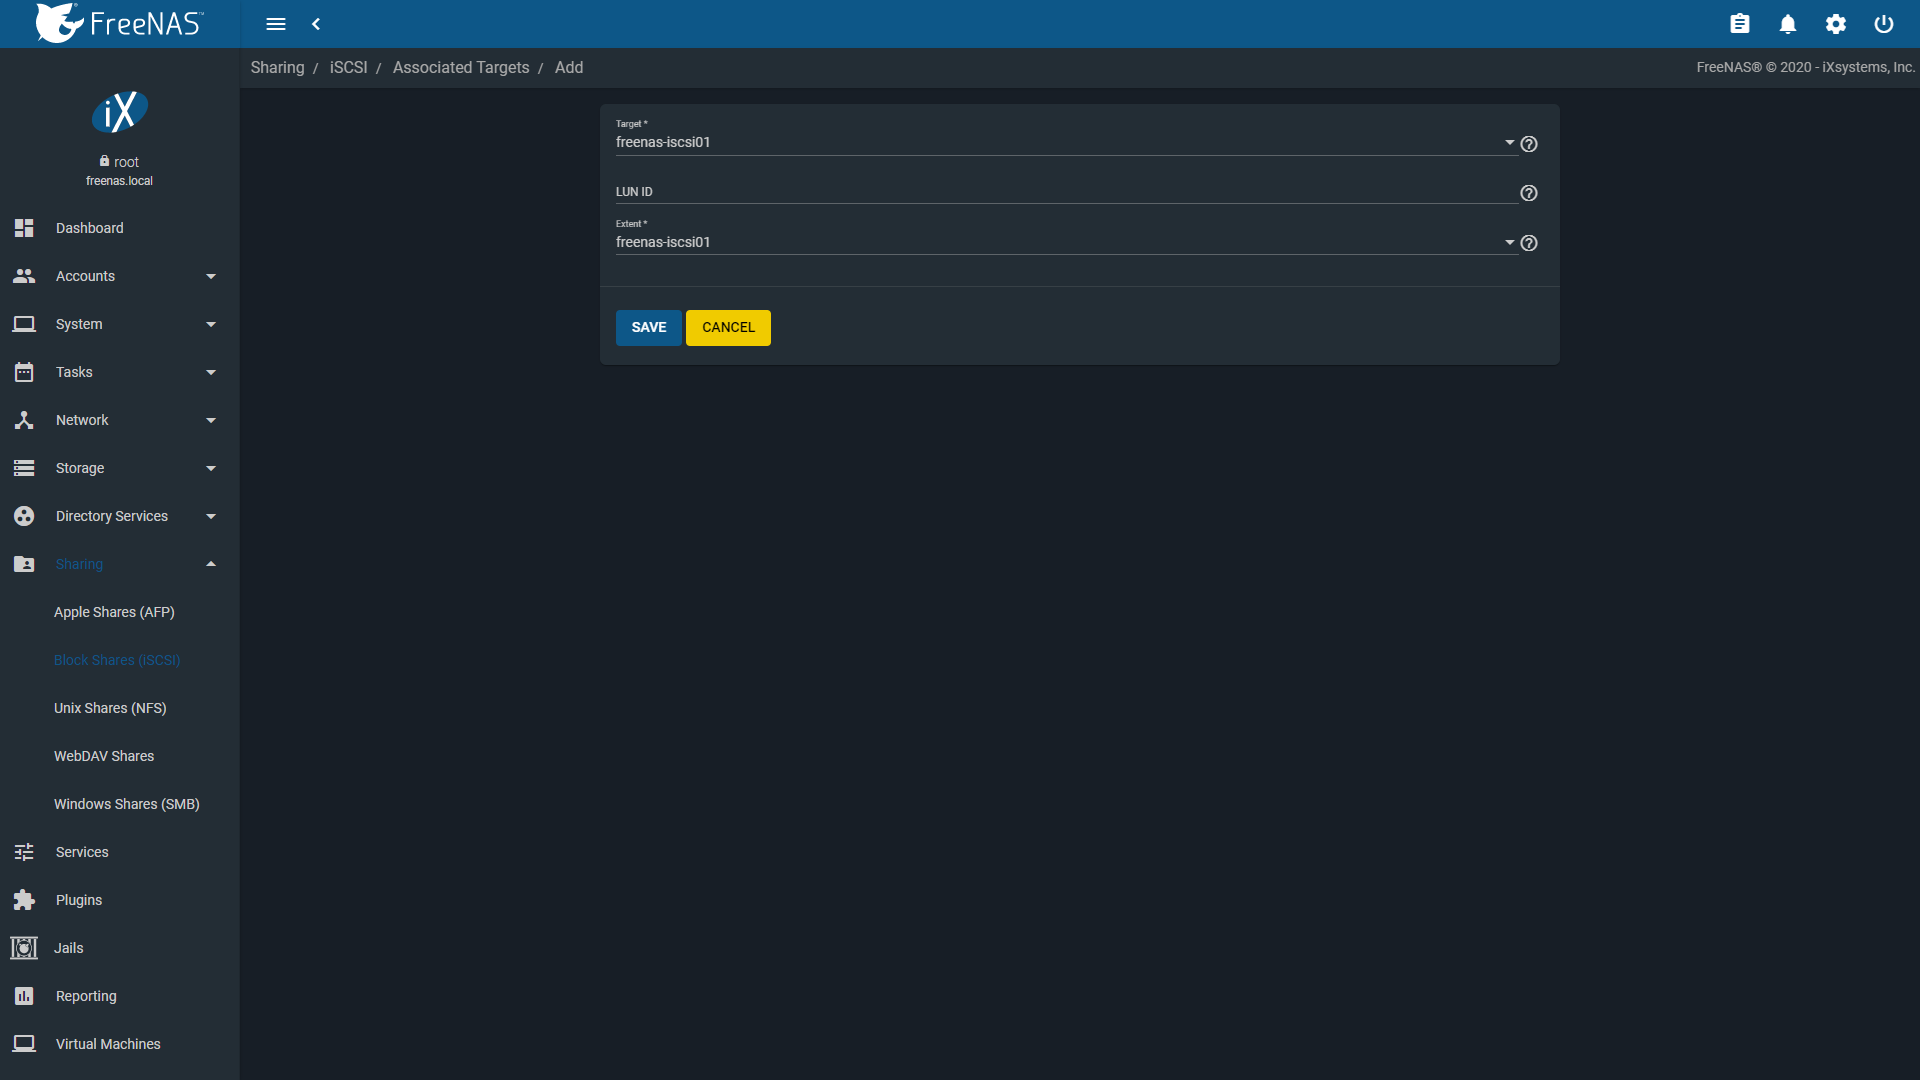 FreeNAS™
Sharing / iSCSI / Associated Targets / Add
FreeNAS® © 2020 - iXsystems, Inc.
iX
root
freenas.local
Dashboard
Accounts
System
Tasks
Network
Storage
Directory Services
Sharing
Apple Shares (AFP)
Block Shares (iSCSI)
Unix Shares (NFS)
WebDAV Shares
Windows Shares (SMB)
Services
Plugins
Jails
Reporting
Virtual Machines
Target *
freenas-iscsi01
LUN ID
Extent *
freenas-iscsi01
SAVE CANCEL